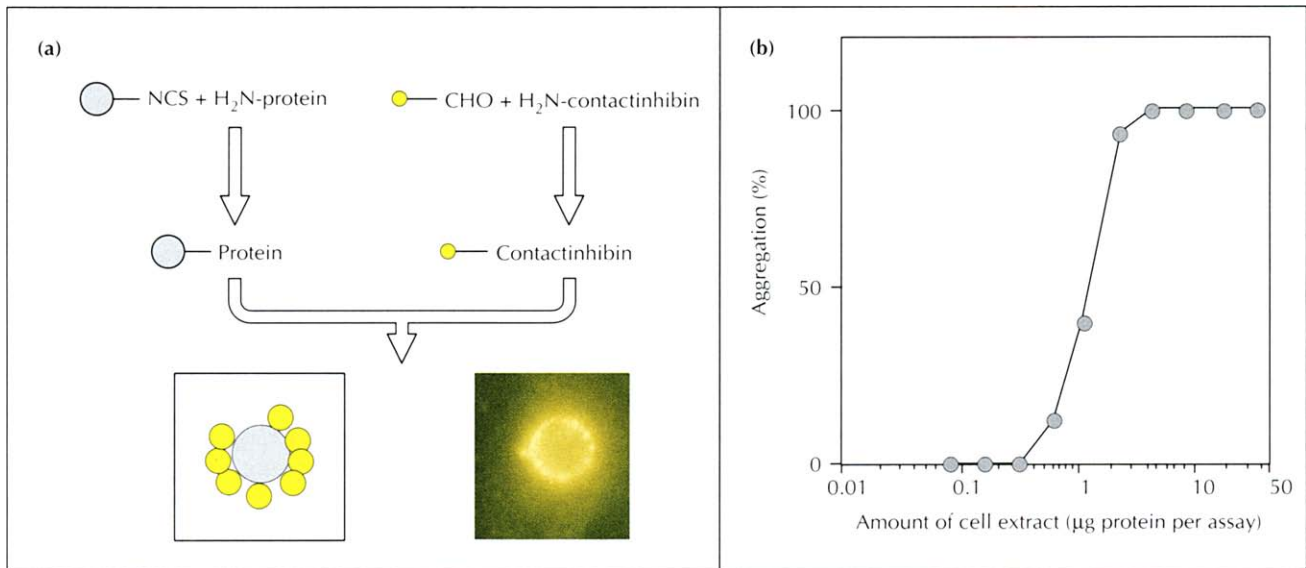 (a)
NCS + H₂N-protein
CHO + H₂N-contactinhibin
Protein
Contactinhibin
(b)
Aggregation (%)
100
50
0
0.01
0.1
1
10
50
Amount of cell extract (μg protein per assay)